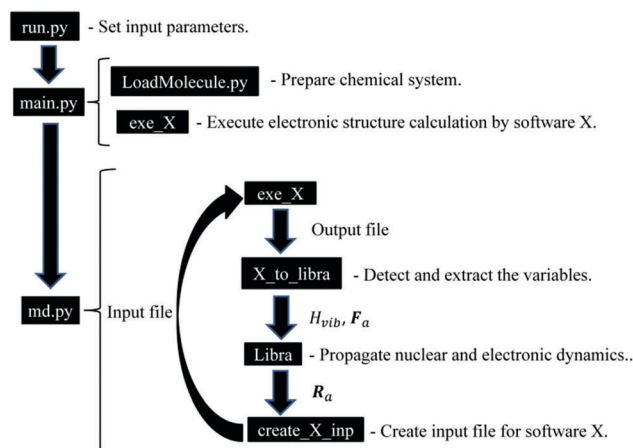 run.py - Set input parameters.
LoadMolecule.py - Prepare chemical system.
main.py
exe_X - Execute electronic structure calculation by software X.
exe_X
Output file
X_to_libra - Detect and extract the variables.
md.py
Input file
H_vib, F_a
Libra - Propagate nuclear and electronic dynamics..
R_a
create_X_inp - Create input file for software X.